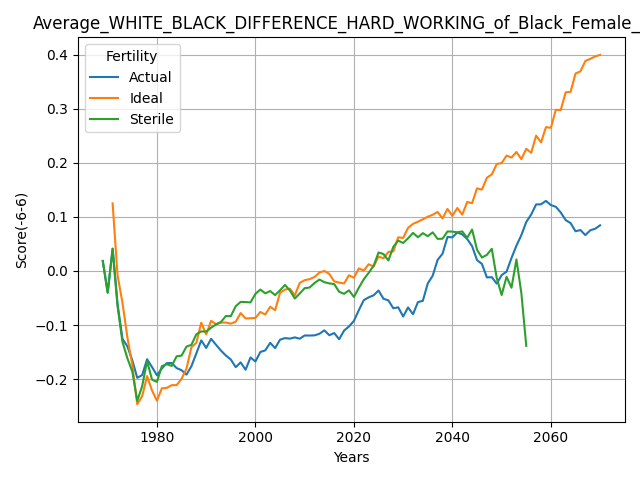 Average_WHITE_BLACK_DIFFERENCE_HARD_WORKING_of_Black_Female_
Fertility
Actual
Ideal
Sterile
Score(-6-6)
0.4
0.3
0.2
0.1
0.0
−0.1
−0.2
1980
2000
2020
2040
2060
Years